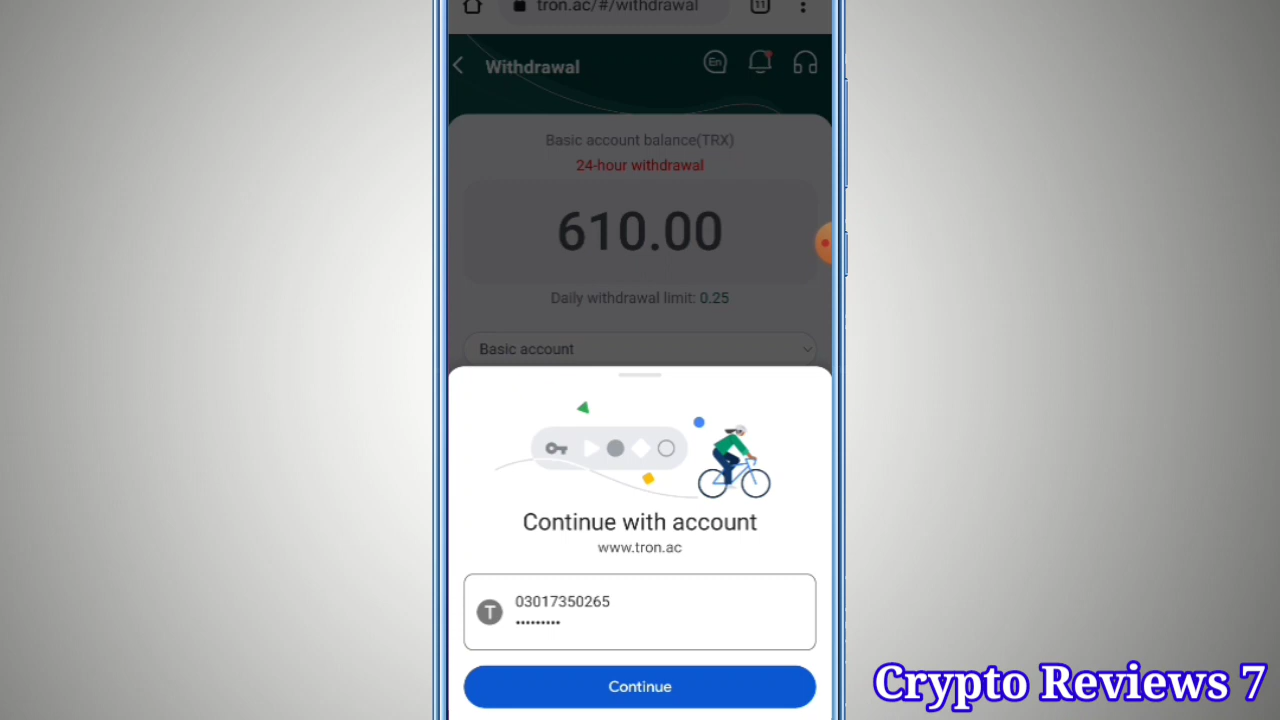 tron.ac/#/withdrawal
11
Withdrawal
En
Basic account balance(TRX)
24-hour withdrawal
610.00
Daily withdrawal limit: 0.25
Basic account
Continue with account
www.tron.ac
T
03017350265
•••••••••
Continue
Crypto Reviews 7